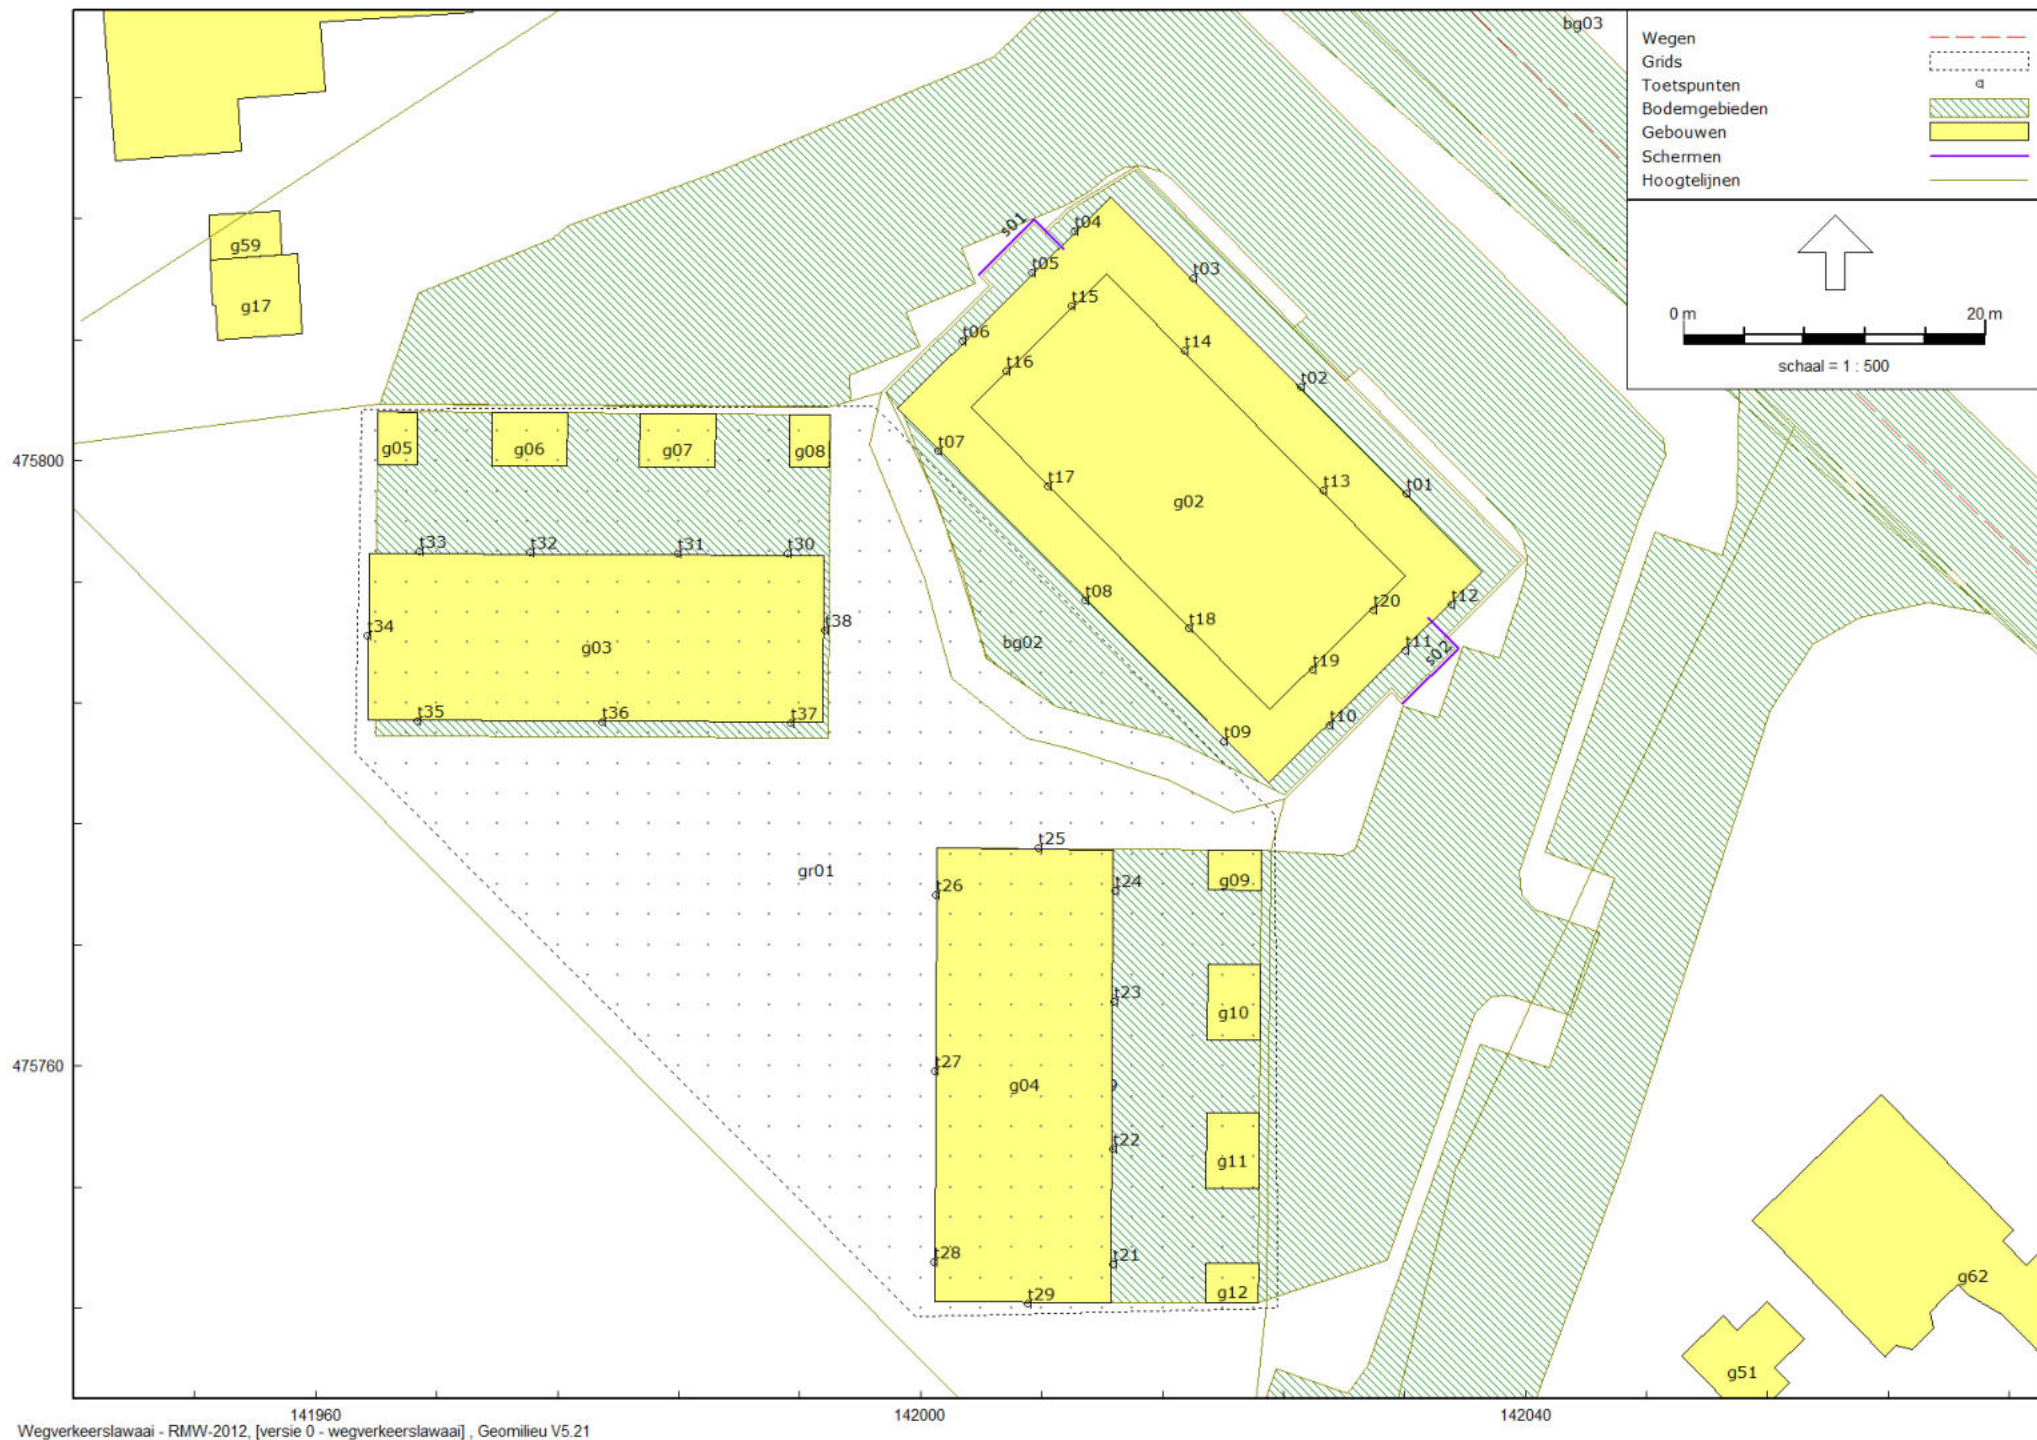 bg03
Wegen
Grids
Toetspunten
Bodemgebieden
Gebouwen
Schermen
Hoogtelijnen
0 m 20 m
schaal = 1 : 500
g59
g17
s01
t04
t05
t03
t15
t06
t14
t16
t02
g05
g06
g07
g08
t07
475800
t17
t13
t01
g02
t33
t32
t31
t30
t08
t20
t12
t34
t38
t18
g03
bg02
t11
s02
t19
t35
t36
t37
t10
t09
t25
gr01
t26
t24
g09
t23
g10
475760
t27
g04
t22
g11
t28
t21
t29
g12
g62
g51
141960
142000
142040
Wegverkeerslawaai - RMW-2012, [versie 0 - wegverkeerslawaai] , Geomilieu V5.21